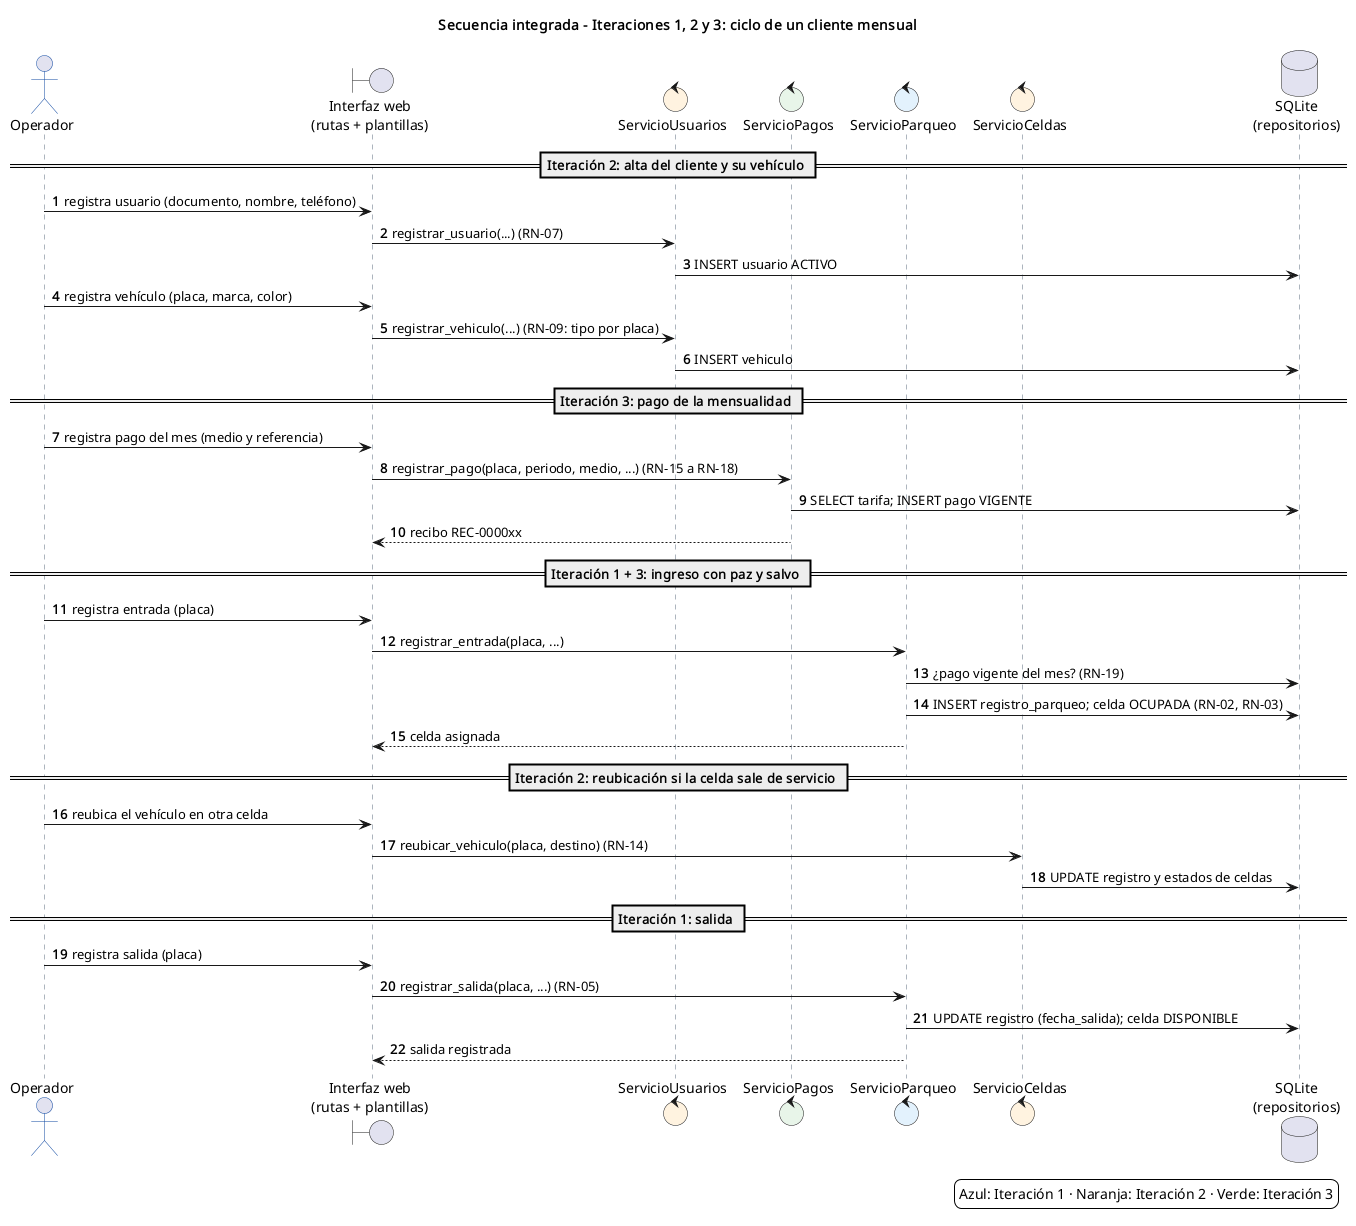 Secuencia integrada - Iteraciones 1, 2 y 3: ciclo de un cliente mensual
Operador
Interfaz web
(rutas + plantillas)
ServicioUsuarios
ServicioPagos
ServicioParqueo
ServicioCeldas
SQLite
(repositorios)
Iteración 2: alta del cliente y su vehículo
1 registra usuario (documento, nombre, teléfono)
2 registrar_usuario(...) (RN-07)
3 INSERT usuario ACTIVO
4 registra vehículo (placa, marca, color)
5 registrar_vehiculo(...) (RN-09: tipo por placa)
6 INSERT vehiculo
Iteración 3: pago de la mensualidad
7 registra pago del mes (medio y referencia)
8 registrar_pago(placa, periodo, medio, ...) (RN-15 a RN-18)
9 SELECT tarifa; INSERT pago VIGENTE
10 recibo REC-0000xx
Iteración 1 + 3: ingreso con paz y salvo
11 registra entrada (placa)
12 registrar_entrada(placa, ...)
13 ¿pago vigente del mes? (RN-19)
14 INSERT registro_parqueo; celda OCUPADA (RN-02, RN-03)
15 celda asignada
Iteración 2: reubicación si la celda sale de servicio
16 reubica el vehículo en otra celda
17 reubicar_vehiculo(placa, destino) (RN-14)
18 UPDATE registro y estados de celdas
Iteración 1: salida
19 registra salida (placa)
20 registrar_salida(placa, ...) (RN-05)
21 UPDATE registro (fecha_salida); celda DISPONIBLE
22 salida registrada
Operador
Interfaz web
(rutas + plantillas)
ServicioUsuarios
ServicioPagos
ServicioParqueo
ServicioCeldas
SQLite
(repositorios)
Azul: Iteración 1 · Naranja: Iteración 2 · Verde: Iteración 3